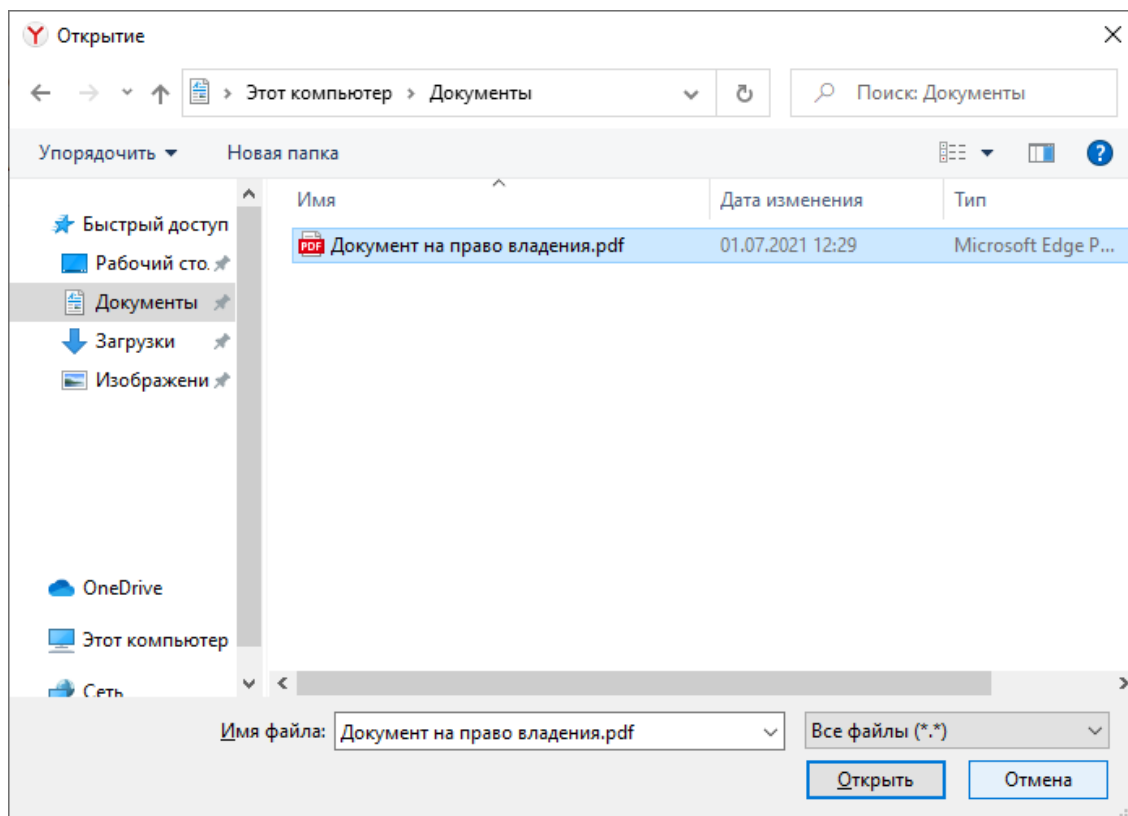 Открытие
Этот компьютер › Документы
Поиск: Документы
Упорядочить
Новая папка
Имя
Дата изменения
Тип
Быстрый доступ
Рабочий сто.
Документы
Загрузки
Изображени
OneDrive
Этот компьютер
Сеть
PDF Документ на право владения.pdf
01.07.2021 12:29
Microsoft Edge P...
Имя файла:
Документ на право владения.pdf
Все файлы (*.*)
Открыть
Отмена